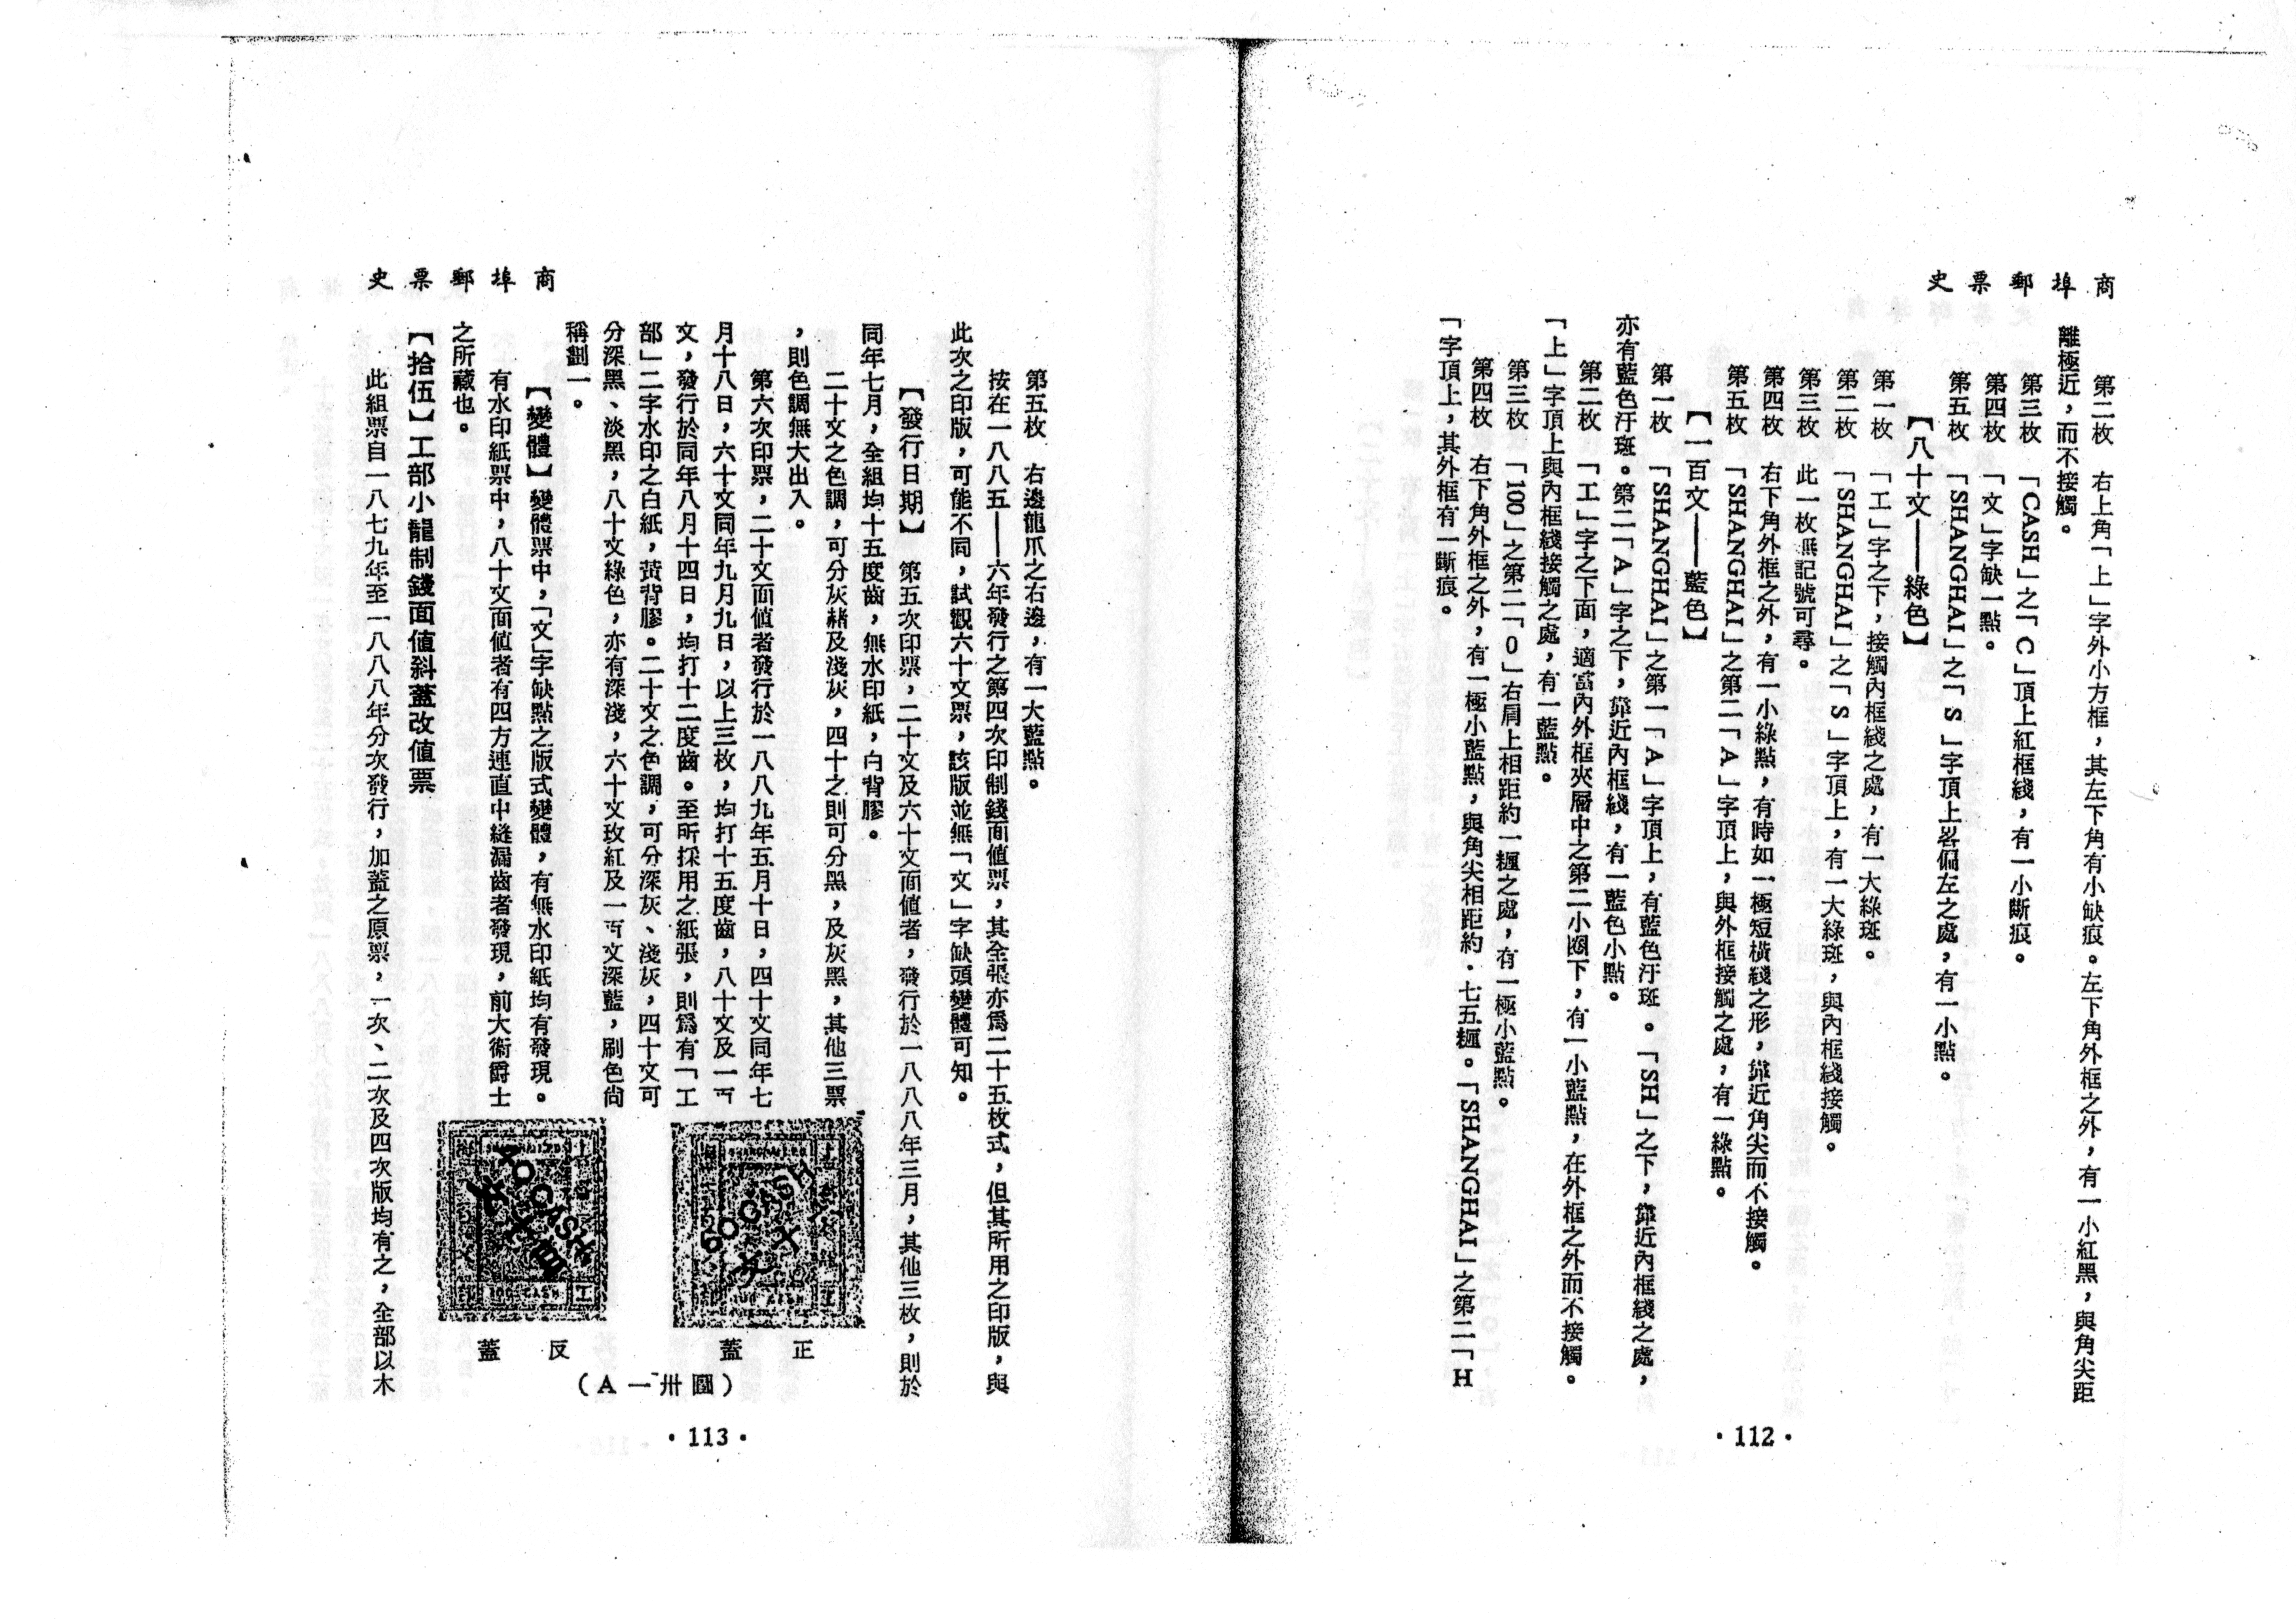 商埠郵票史
第二枚　右上角「上」字外小方框，其左下角有小缺痕。左下角外框之外，有一小紅黑，與角尖距
離極近，而不接觸。
第三枚　「CASH」之「C」頂上紅框綫，有一小斷痕。
第四枚　「文」字缺一點。
第五枚　「SHANGHAI」之「S」字頂上畧偏左之處，有一小點。
【八十文——綠色】
第一枚　「工」字之下，接觸內框綫之處，有一大綠斑。
第二枚　「SHANGHAI」之「S」字頂上，有一大綠斑，與內框綫接觸。
第三枚　此一枚無記號可尋。
第四枚　右下角外框之外，有一小綠點，有時如一極短橫綫之形，靠近角尖而不接觸。
第五枚　「SHANGHAI」之第二「A」字頂上，與外框接觸之處，有一綠點。
【一百文——藍色】
第一枚　「SHANGHAI」之第一「A」字頂上，有藍色汙斑。「SH」之下，靠近內框綫之處，
亦有藍色汙斑。第二「A」字之下，靠近內框綫，有一藍色小點。
第二枚　「工」字之下面，適當內外框夾層中之第二小圈下，有一小藍點，在外框之外而不接觸。
「上」字頂上與內框綫接觸之處，有一藍點。
第三枚　「100」之第二「0」右肩上相距約一糎之處，有一極小藍點。
第四枚　右下角外框之外，有一極小藍點，與角尖相距約．七五糎。「SHANGHAI」之第二「H
「字頂上，其外框有一斷痕。
・112・
商埠郵票史
第五枚　右邊龍爪之右邊，有一大藍點。
按在一八八五——六年發行之第四次印制錢面值票，其全張亦為二十五枚式，但其所用之印版，與
此次之印版，可能不同，試觀六十文票，該版並無「文」字缺頭變體可知。
【發行日期】　第五次印票，二十文及六十文面值者，發行於一八八八年三月，其他三枚，則於
同年七月，全組均十五度齒，無水印紙，白背膠。
二十文之色調，可分灰赭及淺灰，四十之則可分黑，及灰黑，其他三票
，則色調無大出入。
第六次印票，二十文面值者發行於一八八九年五月十日，四十文同年七
月十八日，六十文同年九月九日，以上三枚，均打十五度齒，八十文及一百
文，發行於同年八月十四日，均打十二度齒。至所採用之紙張，則為有「工
部」二字水印之白紙，黃背膠。二十文之色調，可分深灰、淺灰，四十文可
分深黑、淡黑，八十文綠色，亦有深淺，六十文玫紅及一百文深藍，刷色尚
稱劃一。
【變體】變體票中，「文」字缺點之版式變體，有無水印紙均有發現。
有水印紙票中，八十文面值者有四方連直中縫漏齒者發現，前大衛爵士
之所藏也。
【拾伍】工部小龍制錢面值斜蓋改值票
此組票自一八七九年至一八八八年分次發行，加蓋之原票，一次、二次及四次版均有之，全部以木
正蓋
反蓋
（圖卅一A）
・113・